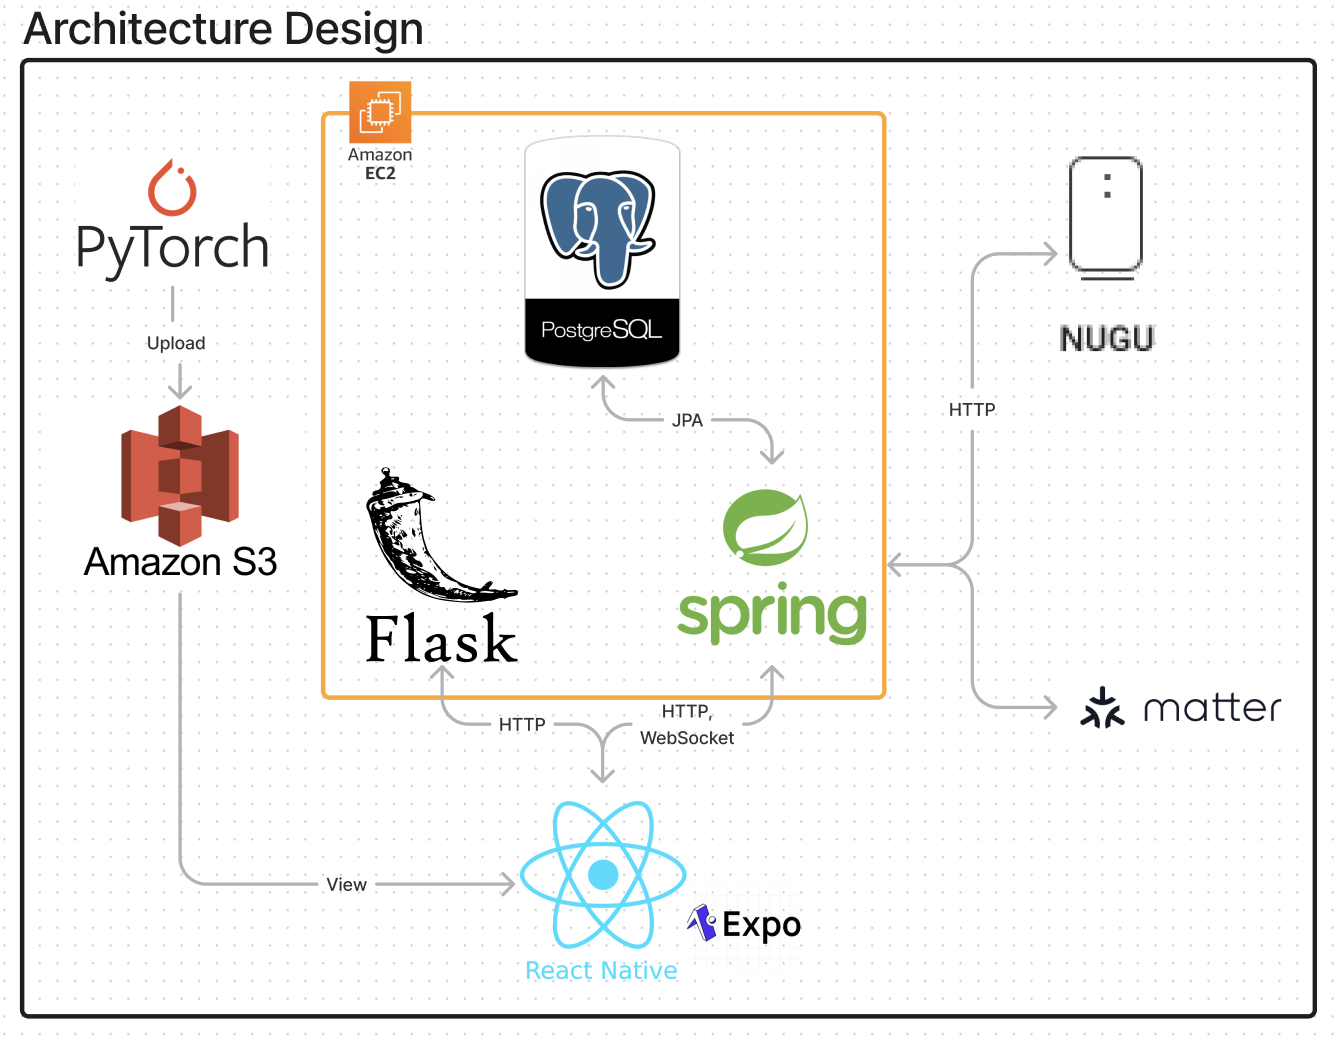 Architecture Design
Amazon
EC2
PostgreSQL
PyTorch
Upload
NUGU
JPA
HTTP
Amazon S3
Flask
spring
matter
HTTP
HTTP,
WebSocket
View
Expo
React Native